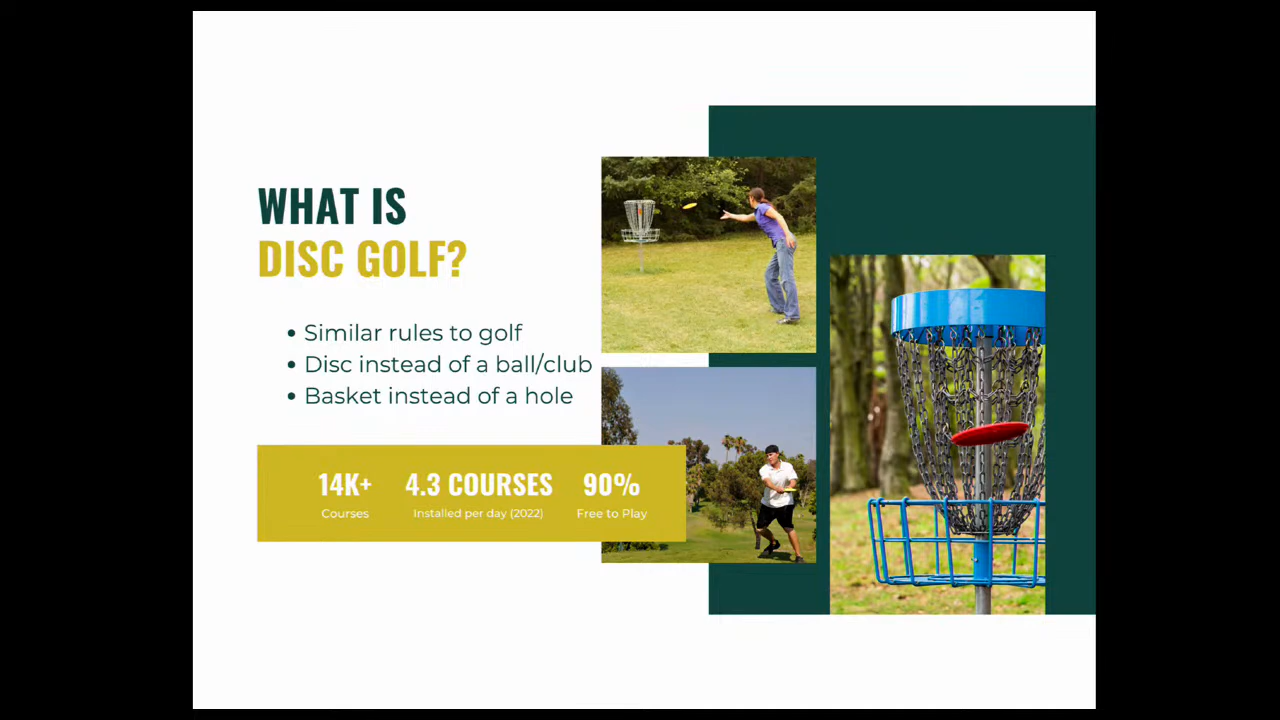 WHAT IS
DISC GOLF?
• Similar rules to golf
• Disc instead of a ball/club
• Basket instead of a hole
14K+ 4.3 COURSES 90%
Courses Installed per day (2022) Free to Play